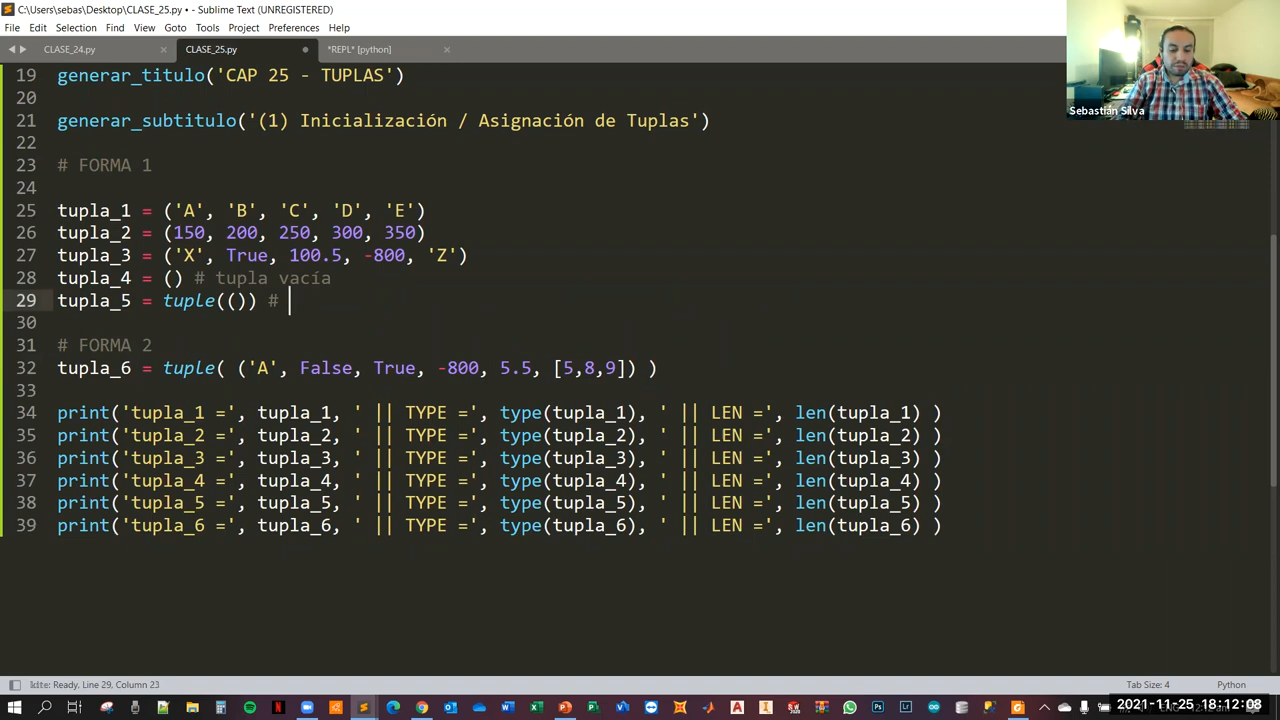 C:\Users\sebas\Desktop\CLASE_25.py • - Sublime Text (UNREGISTERED)
File Edit Selection Find View Goto Tools Project Preferences Help
CLASE_24.py CLASE_25.py *REPL* [python]
Sebastián Silva
19 generar_titulo('CAP 25 - TUPLAS')
20
21 generar_subtitulo('(1) Inicialización / Asignación de Tuplas')
22
23 # FORMA 1
24
25 tupla_1 = ('A', 'B', 'C', 'D', 'E')
26 tupla_2 = (150, 200, 250, 300, 350)
27 tupla_3 = ('X', True, 100.5, -800, 'Z')
28 tupla_4 = () # tupla vacía
29 tupla_5 = tuple(()) #
30
31 # FORMA 2
32 tupla_6 = tuple( ('A', False, True, -800, 5.5, [5,8,9]) )
33
34 print('tupla_1 =', tupla_1, ' || TYPE =', type(tupla_1), ' || LEN =', len(tupla_1) )
35 print('tupla_2 =', tupla_2, ' || TYPE =', type(tupla_2), ' || LEN =', len(tupla_2) )
36 print('tupla_3 =', tupla_3, ' || TYPE =', type(tupla_3), ' || LEN =', len(tupla_3) )
37 print('tupla_4 =', tupla_4, ' || TYPE =', type(tupla_4), ' || LEN =', len(tupla_4) )
38 print('tupla_5 =', tupla_5, ' || TYPE =', type(tupla_5), ' || LEN =', len(tupla_5) )
39 print('tupla_6 =', tupla_6, ' || TYPE =', type(tupla_6), ' || LEN =', len(tupla_6) )
Ready, Line 29, Column 23 Tab Size: 4 Python
2021-11-25 18:12:08